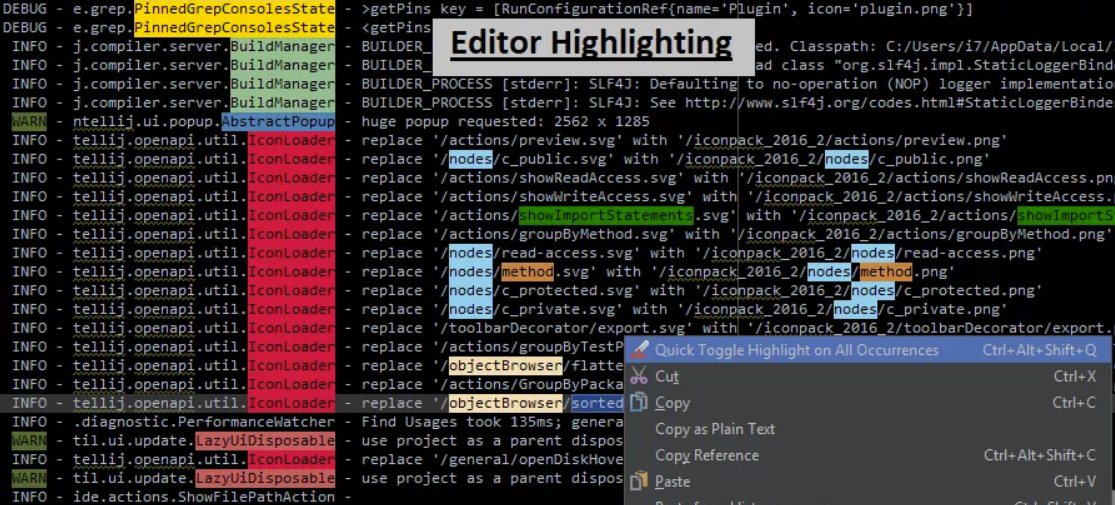 DEBUG - e.grep.PinnedGrepConsolesState - >getPins key = [RunConfigurationRef{name='Plugin', icon='plugin.png'}]
DEBUG - e.grep.PinnedGrepConsolesState - <getPins
Editor Highlighting
INFO - j.compiler.server.BuildManager - BUILDER_ ed. Classpath: C:/Users/i7/AppData/Local/
INFO - j.compiler.server.BuildManager - BUILDER_ ad class "org.slf4j.impl.StaticLoggerBinde
INFO - j.compiler.server.BuildManager - BUILDER_PROCESS [stderr]: SLF4J: Defaulting to no-operation (NOP) logger implementation
INFO - j.compiler.server.BuildManager - BUILDER_PROCESS [stderr]: SLF4J: See http://www.slf4j.org/codes.html#StaticLoggerBinde
WARN - ntellij.ui.popup.AbstractPopup - huge popup requested: 2562 x 1285
INFO - tellij.openapi.util.IconLoader - replace '/actions/preview.svg' with '/iconpack_2016_2/actions/preview.png'
INFO - tellij.openapi.util.IconLoader - replace '/nodes/c_public.svg' with '/iconpack_2016_2/nodes/c_public.png'
INFO - tellij.openapi.util.IconLoader - replace '/actions/showReadAccess.svg' with '/iconpack_2016_2/actions/showReadAccess.png
INFO - tellij.openapi.util.IconLoader - replace '/actions/showWriteAccess.svg' with '/iconpack_2016_2/actions/showWriteAccess.p
INFO - tellij.openapi.util.IconLoader - replace '/actions/showImportStatements.svg' with '/iconpack_2016_2/actions/showImportS
INFO - tellij.openapi.util.IconLoader - replace '/actions/groupByMethod.svg' with '/iconpack_2016_2/actions/groupByMethod.png'
INFO - tellij.openapi.util.IconLoader - replace '/nodes/read-access.svg' with '/iconpack_2016_2/nodes/read-access.png'
INFO - tellij.openapi.util.IconLoader - replace '/nodes/method.svg' with '/iconpack_2016_2/nodes/method.png'
INFO - tellij.openapi.util.IconLoader - replace '/nodes/c_protected.svg' with '/iconpack_2016_2/nodes/c_protected.png'
INFO - tellij.openapi.util.IconLoader - replace '/nodes/c_private.svg' with '/iconpack_2016_2/nodes/c_private.png'
INFO - tellij.openapi.util.IconLoader - replace '/toolbarDecorator/export.svg' with '/iconpack_2016_2/toolbarDecorator/export.
INFO - tellij.openapi.util.IconLoader - replace '/actions/groupByTestP
INFO - tellij.openapi.util.IconLoader - replace '/objectBrowser/flatte
INFO - tellij.openapi.util.IconLoader - replace '/actions/GroupByPacka
INFO - tellij.openapi.util.IconLoader - replace '/objectBrowser/sorted
INFO - .diagnostic.PerformanceWatcher - Find Usages took 135ms; genera
WARN - til.ui.update.LazyUiDisposable - use project as a parent dispos
INFO - tellij.openapi.util.IconLoader - replace '/general/openDiskHove
WARN - til.ui.update.LazyUiDisposable - use project as a parent dispos
INFO - ide.actions.ShowFilePathAction -
Quick Toggle Highlight on All Occurrences Ctrl+Alt+Shift+Q
Cut Ctrl+X
Copy Ctrl+C
Copy as Plain Text
Copy Reference Ctrl+Alt+Shift+C
Paste Ctrl+V